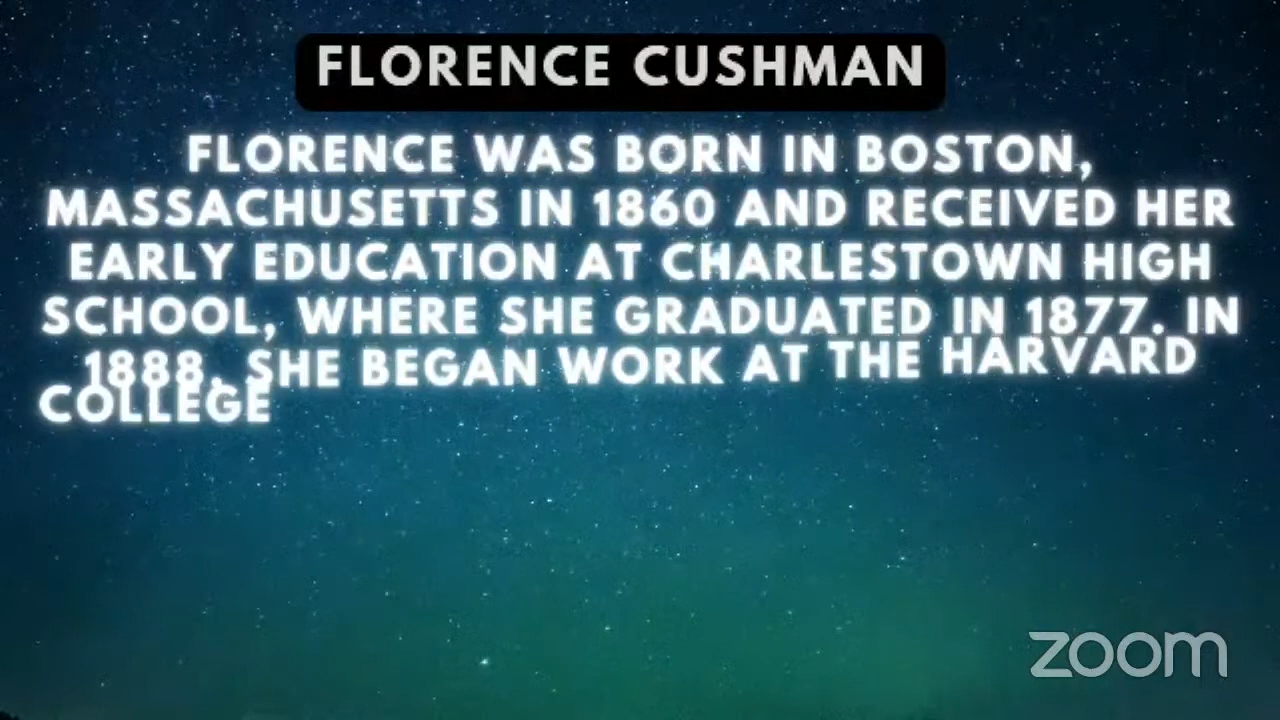 FLORENCE CUSHMAN
FLORENCE WAS BORN IN BOSTON,
MASSACHUSETTS IN 1860 AND RECEIVED HER
EARLY EDUCATION AT CHARLESTOWN HIGH
SCHOOL, WHERE SHE GRADUATED IN 1877. IN
1888, SHE BEGAN WORK AT THE HARVARD
COLLEGE
zoom